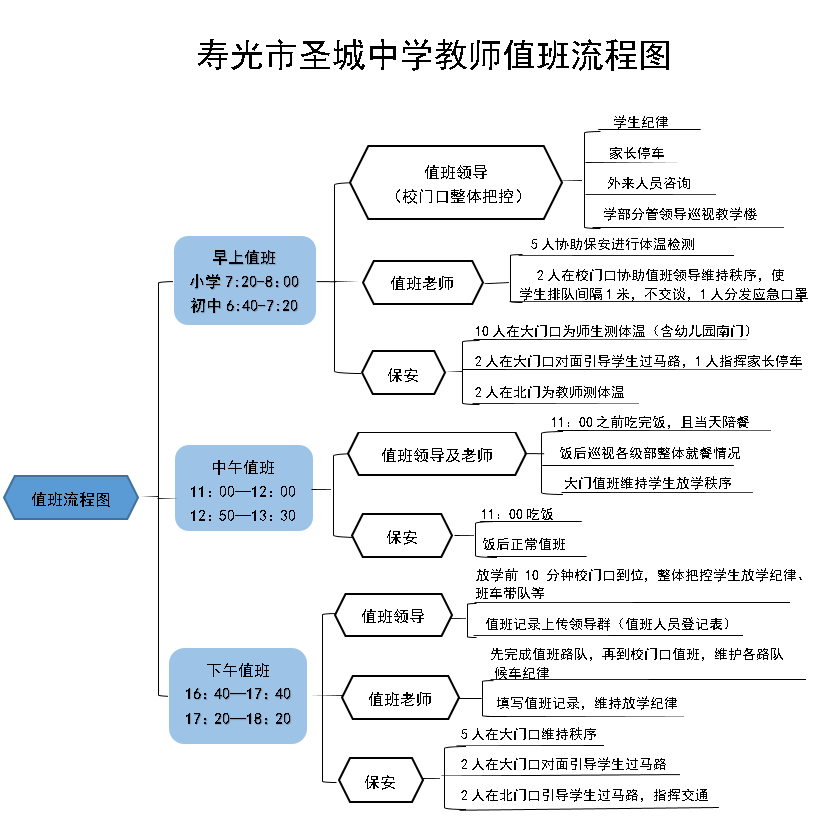 寿光市圣城中学教师值班流程图
值班流程图
早上值班
小学 7:20-8：00
初中 6:40-7:20
值班领导
（校门口整体把控）
学生纪律
家长停车
外来人员咨询
学部分管领导巡视教学楼
值班老师
5 人协助保安进行体温检测
2 人在校门口协助值班领导维持秩序，使
学生排队间隔 1 米，不交谈，1 人分发应急口罩
保安
10 人在大门口为师生测体温（含幼儿园南门）
2 人在大门口对面引导学生过马路，1 人指挥家长停车
2 人在北门为教师测体温
中午值班
11：00—12：00
12：50—13：30
值班领导及老师
11：00 之前吃完饭，且当天陪餐
饭后巡视各级部整体就餐情况
大门值班维持学生放学秩序
保安
11：00 吃饭
饭后正常值班
下午值班
16：40—17：40
17：20—18：20
值班领导
放学前 10 分钟校门口到位，整体把控学生放学纪律、
班车带队等
值班记录上传领导群（值班人员登记表）
值班老师
先完成值班路队，再到校门口值班，维护各路队
候车纪律
填写值班记录，维持放学纪律
保安
5 人在大门口维持秩序
2 人在大门口对面引导学生过马路
2 人在北门口引导学生过马路，指挥交通